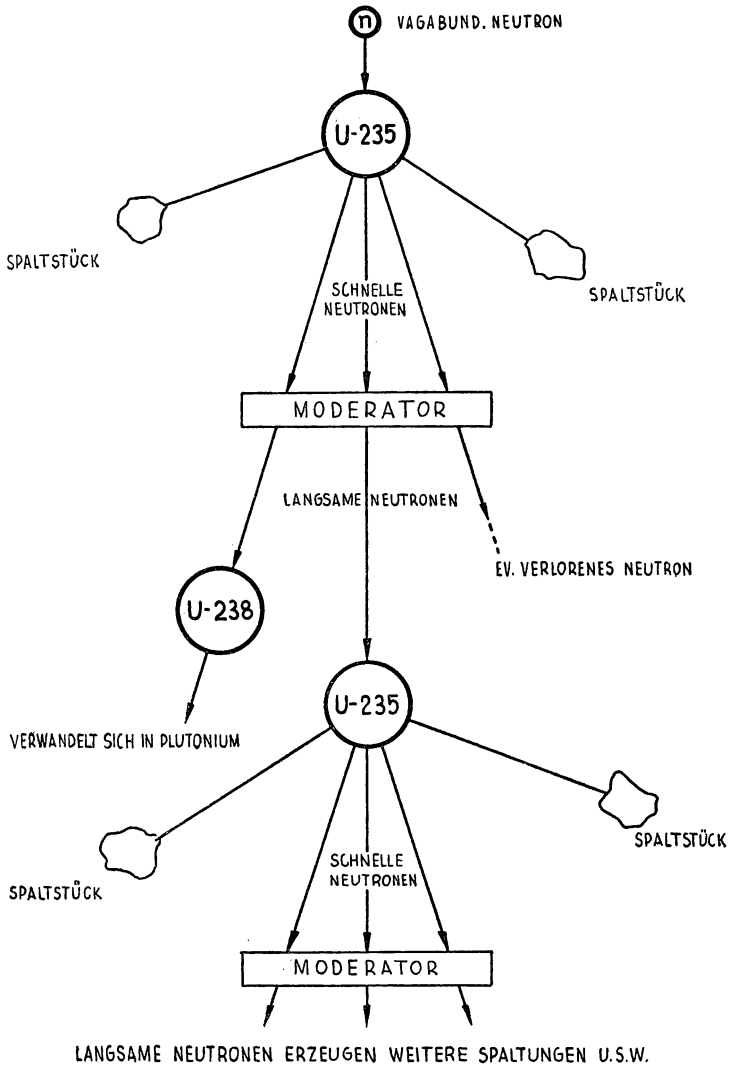 n VAGABUND. NEUTRON
U-235
SPALTSTÜCK
SPALTSTÜCK
SCHNELLE
NEUTRONEN
MODERATOR
LANGSAME NEUTRONEN
EV. VERLORENES NEUTRON
U-238
U-235
VERWANDELT SICH IN PLUTONIUM
SPALTSTÜCK
SCHNELLE
NEUTRONEN
SPALTSTÜCK
MODERATOR
LANGSAME NEUTRONEN ERZEUGEN WEITERE SPALTUNGEN U.S.W.